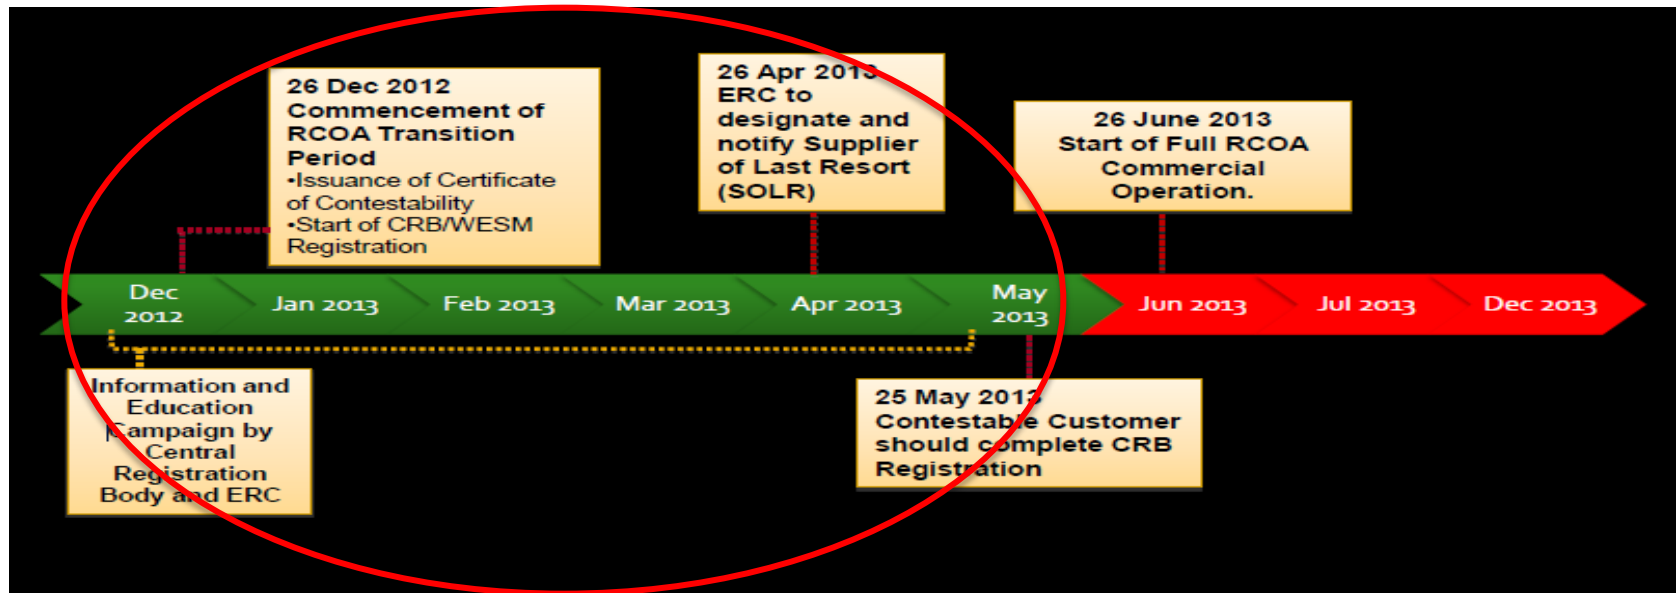 26 Dec 2012
Commencement of
RCOA Transition
Period
•Issuance of Certificate
of Contestability
•Start of CRB/WESM
Registration
26 Apr 2013
ERC to
designate and
notify Supplier
of Last Resort
(SOLR)
26 June 2013
Start of Full RCOA
Commercial
Operation.
Dec
2012
Jan 2013
Feb 2013
Mar 2013
Apr 2013
May
2013
Jun 2013
Jul 2013
Dec 2013
Information and
Education
Campaign by
Central
Registration
Body and ERC
25 May 2013
Contestable Customer
should complete CRB
Registration